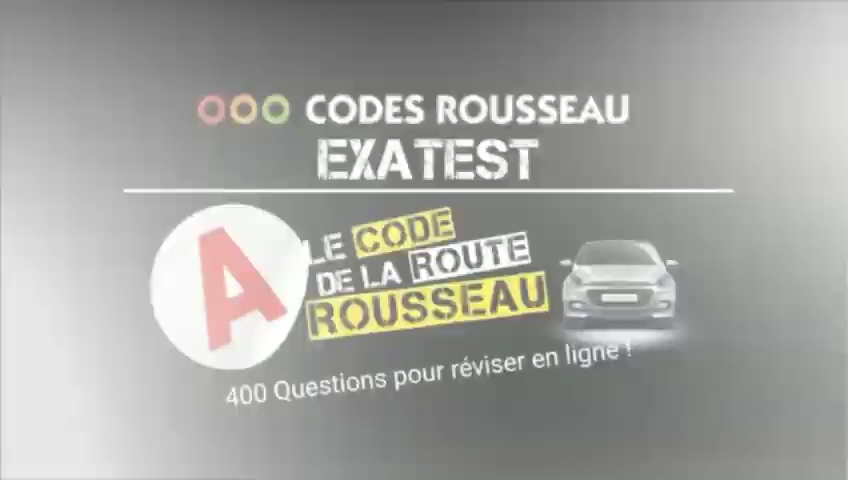 CODES ROUSSEAU
EXATEST
A
LE CODE
DE LA ROUTE
ROUSSEAU
400 Questions pour réviser en ligne !